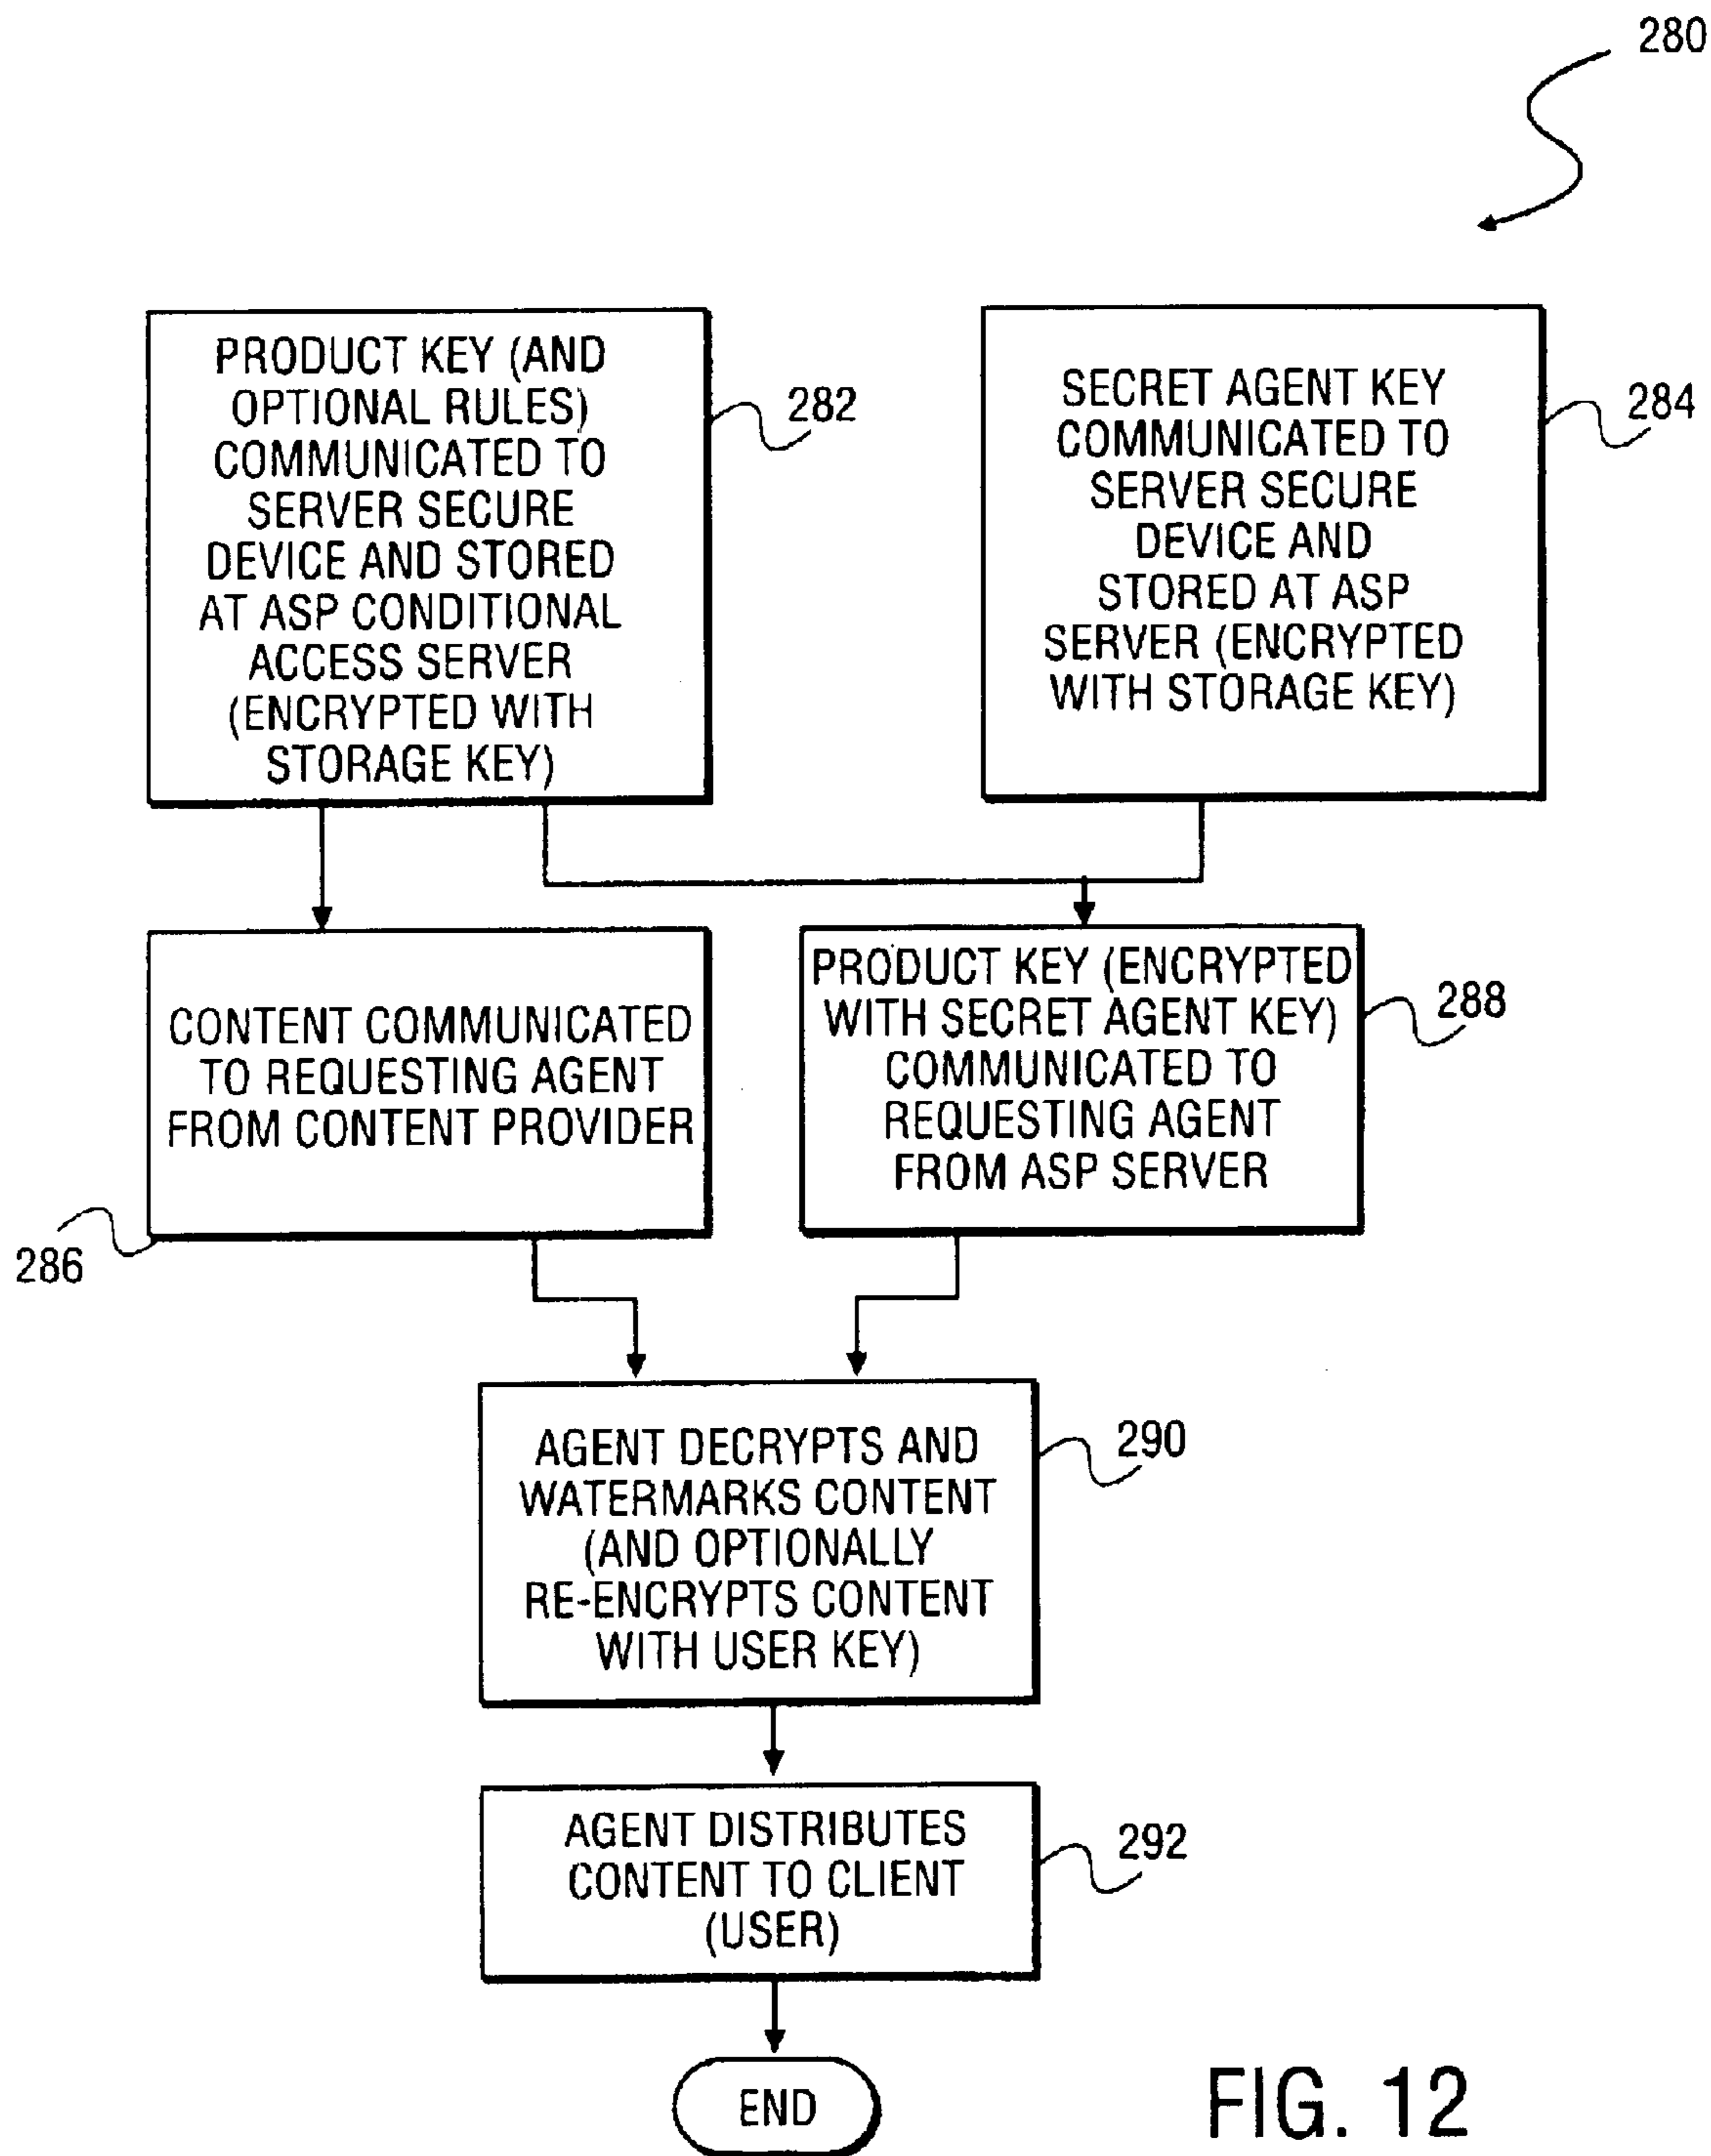 280
PRODUCT KEY (AND
OPTIONAL RULES)
COMMUNICATED TO
SERVER SECURE
DEVICE AND STORED
AT ASP CONDITIONAL
ACCESS SERVER
(ENCRYPTED WITH
STORAGE KEY)
282
SECRET AGENT KEY
COMMUNICATED TO
SERVER SECURE
DEVICE AND
STORED AT ASP
SERVER (ENCRYPTED
WITH STORAGE KEY)
284
CONTENT COMMUNICATED
TO REQUESTING AGENT
FROM CONTENT PROVIDER
286
PRODUCT KEY (ENCRYPTED
WITH SECRET AGENT KEY)
COMMUNICATED TO
REQUESTING AGENT
FROM ASP SERVER
288
AGENT DECRYPTS AND
WATERMARKS CONTENT
(AND OPTIONALLY
RE-ENCRYPTS CONTENT
WITH USER KEY)
290
AGENT DISTRIBUTES
CONTENT TO CLIENT
(USER)
292
END
FIG. 12